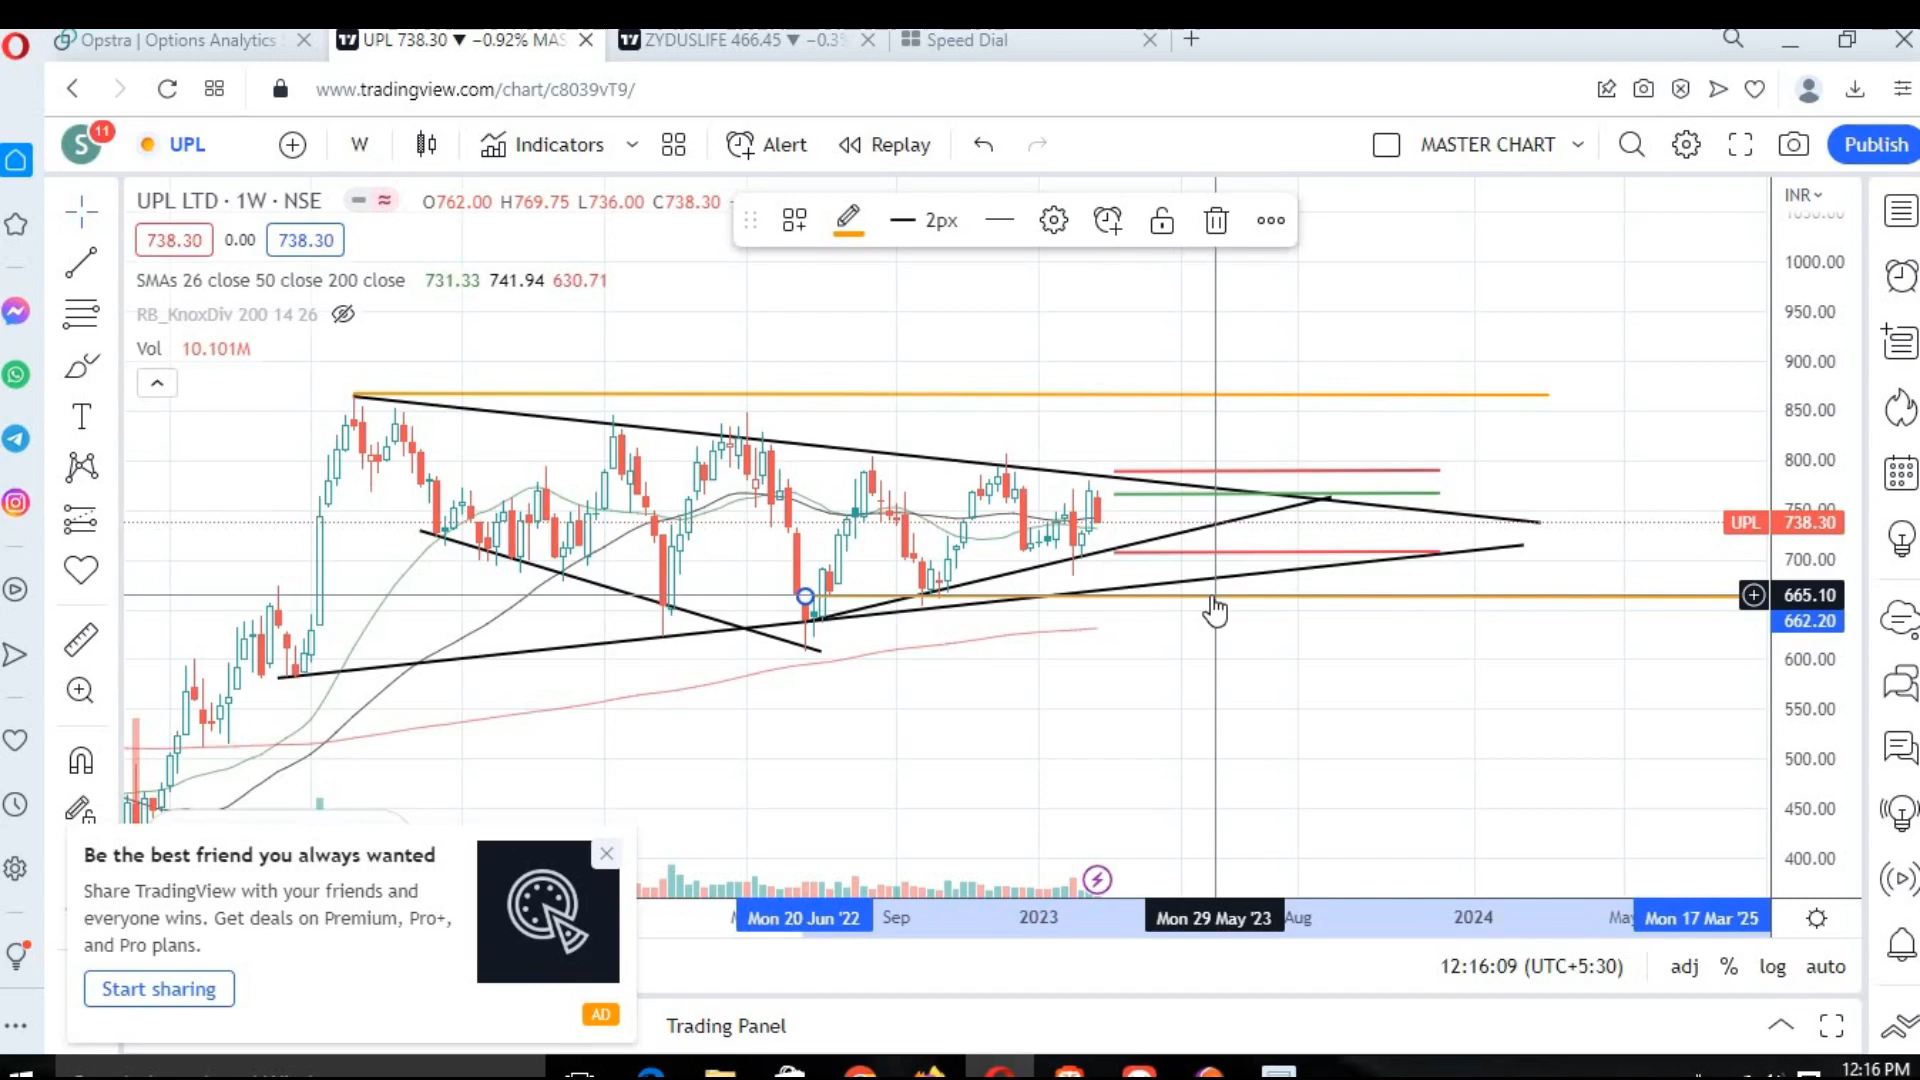 Opstra | Options Analytics
UPL 738.30 ▼ −0.92% MAS
ZYDUSLIFE 466.45 ▼ −0.3%
Speed Dial
www.tradingview.com/chart/c8039vT9/
S
11
UPL
W
Indicators
Alert
Replay
MASTER CHART
Publish
UPL LTD · 1W · NSE
O762.00 H769.75 L736.00 C738.30
2px
INR
738.30
0.00
738.30
SMAs 26 close 50 close 200 close
731.33 741.94 630.71
RB_KnoxDiv 200 14 26
Vol
10.101M
1000.00
950.00
900.00
850.00
800.00
UPL
738.30
700.00
665.10
662.20
600.00
550.00
500.00
450.00
400.00
Be the best friend you always wanted
Share TradingView with your friends and
everyone wins. Get deals on Premium, Pro+,
and Pro plans.
Start sharing
AD
Mon 20 Jun '22
Sep
2023
Mon 29 May '23
Aug
2024
Mon 17 Mar '25
12:16:09 (UTC+5:30)
adj
%
log
auto
Trading Panel
12:16 PM